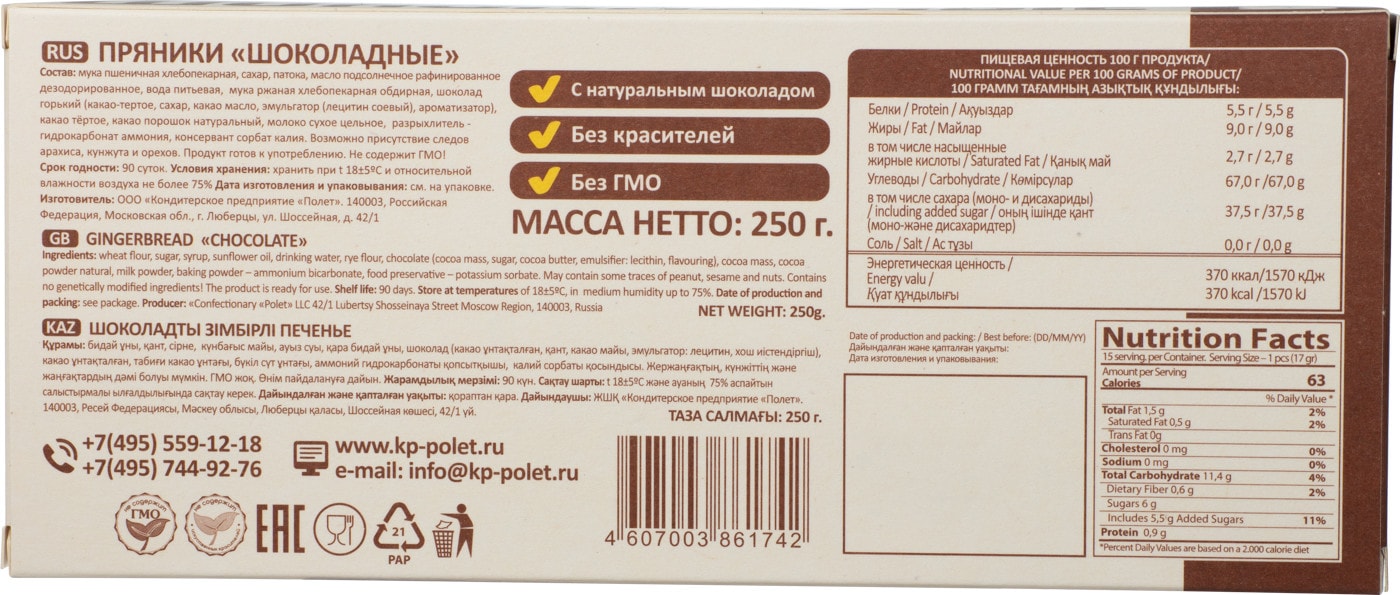 RUS ПРЯНИКИ «ШОКОЛАДНЫЕ»
Состав: мука пшеничная хлебопекарная, сахар, патока, масло подсолнечное рафинированное
дезодорированное, вода питьевая, мука ржаная хлебопекарная обдирная, шоколад
горький (какао-тертое, сахар, какао масло, эмульгатор (лецитин соевый), ароматизатор),
какао тёртое, какао порошок натуральный, молоко сухое цельное, разрыхлитель -
гидрокарбонат аммония, консервант сорбат калия. Возможно присутствие следов
арахиса, кунжута и орехов. Продукт готов к употреблению. Не содержит ГМО!
Срок годности: 90 суток. Условия хранения: хранить при t 18±5ºС и относительной
влажности воздуха не более 75% Дата изготовления и упаковывания: см. на упаковке.
Изготовитель: ООО «Кондитерское предприятие «Полет». 140003, Российская
Федерация, Московская обл., г. Люберцы, ул. Шоссейная, д. 42/1
С натуральным шоколадом
Без красителей
Без ГМО
МАССА НЕТТО: 250 г.
GB GINGERBREAD «CHOCOLATE»
Ingredients: wheat flour, sugar, syrup, sunflower oil, drinking water, rye flour, chocolate (cocoa mass, sugar, cocoa butter, emulsifier: lecithin, flavouring), cocoa mass, cocoa
powder natural, milk powder, baking powder – ammonium bicarbonate, food preservative – potassium sorbate. May contain some traces of peanut, sesame and nuts. Contains
no genetically modified ingredients! The product is ready for use. Shelf life: 90 days. Store at temperatures of 18±5ºC, in medium humidity up to 75%. Date of production and
packing: see package. Producer: «Confectionary «Polet» LLC 42/1 Lubertsy Shosseinaya Street Moscow Region, 140003, Russia
NET WEIGHT: 250g.
KAZ ШОКОЛАДТЫ ЗІМБІРЛІ ПЕЧЕНЬЕ
Құрамы: бидай ұны, қант, сірне, күнбағыс майы, ауыз суы, қара бидай ұны, шоколад (какао ұнтақталған, қант, какао майы, эмульгатор: лецитин, хош иістендіргіш),
какао ұнтақталған, табиғи какао ұнтағы, бүкіл сүт ұнтағы, аммоний гидрокарбонаты қопсытқышы, калий сорбаты қосындысы. Жержаңғақтың, күнжіттің және
жаңғақтардың дәмі болуы мүмкін. ГМО жоқ. Өнім пайдалануға дайын. Жарамдылық мерзімі: 90 күн. Сақтау шарты: t 18±5ºС және ауаның 75% аспайтын
салыстырмалы ылғалдылығында сақтау керек. Дайындалған және қапталған уақыты: қораптан қара. Дайындаушы: ЖШҚ «Кондитерское предприятие «Полет».
140003, Ресей Федерациясы, Мәскеу облысы, Люберцы қаласы, Шоссейная көшесі, 42/1 үй.
ТАЗА САЛМАҒЫ: 250 г.
+7(495) 559-12-18
+7(495) 744-92-76
www.kp-polet.ru
e-mail: info@kp-polet.ru
не содержит
ГМО
не содержит
EAC
21
PAP
4 607003 861742
ПИЩЕВАЯ ЦЕННОСТЬ 100 Г ПРОДУКТА/
NUTRITIONAL VALUE PER 100 GRAMS OF PRODUCT/
100 ГРАММ ТАҒАМНЫҢ АЗЫҚТЫҚ ҚҰНДЫЛЫҒЫ:
Белки / Protein / Ақуыздар 5,5 г / 5,5 g
Жиры / Fat / Майлар 9,0 г / 9,0 g
в том числе насыщенные
жирные кислоты / Saturated Fat / Қанық май 2,7 г / 2,7 g
Углеводы / Carbohydrate / Көмірсулар 67,0 г/67,0 g
в том числе сахара (моно- и дисахариды)
/ including added sugar / оның ішінде қант 37,5 г/37,5 g
(моно-және дисахаридтер)
Соль / Salt / Ас тұзы 0,0 г / 0,0 g
Энергетическая ценность /
Energy valu / 370 ккал/1570 кДж
Қуат құндылығы 370 kcal /1570 kJ
Date of production and packing: / Best before: (DD/MM/YY)
Дайындалған және қапталған уақыты:
Дата изготовления и упаковывания:
Nutrition Facts
15 serving, per Container. Serving Size – 1 pcs (17 gr)
Amount per Serving
Calories 63
% Daily Value *
Total Fat 1,5 g 2%
Saturated Fat 0,5 g 2%
Trans Fat 0g
Cholesterol 0 mg 0%
Sodium 0 mg 0%
Total Carbohydrate 11,4 g 4%
Dietary Fiber 0,6 g 2%
Sugars 6 g
Includes 5,5 g Added Sugars 11%
Protein 0,9 g
*Percent Daily Values are based on a 2.000 calorie diet